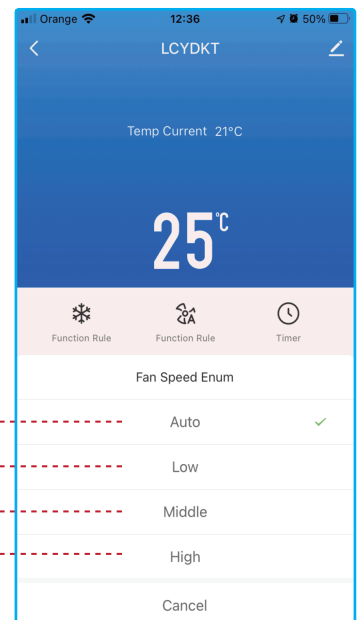 Orange 12:36 50%
LCYDKT
Temp Current 21°C
25°C
Function Rule Function Rule Timer
Fan Speed Enum
Auto
Low
Middle
High
Cancel